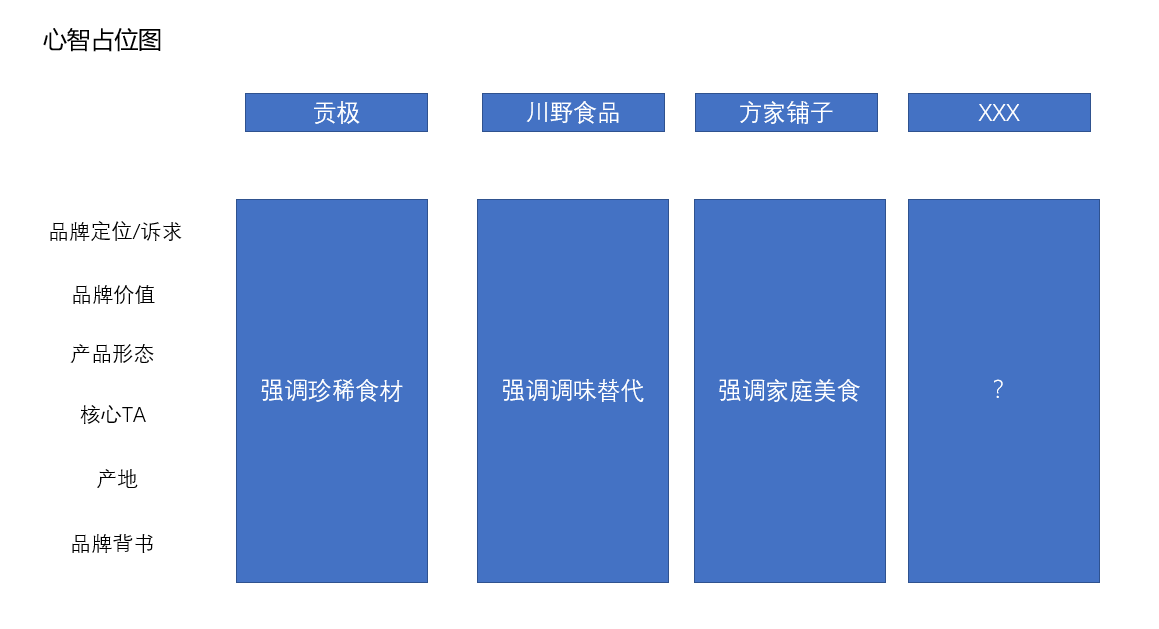 心智占位图
贡极
川野食品
方家铺子
XXX
品牌定位/诉求
品牌价值
产品形态
核心TA
产地
品牌背书
强调珍稀食材
强调调味替代
强调家庭美食
？